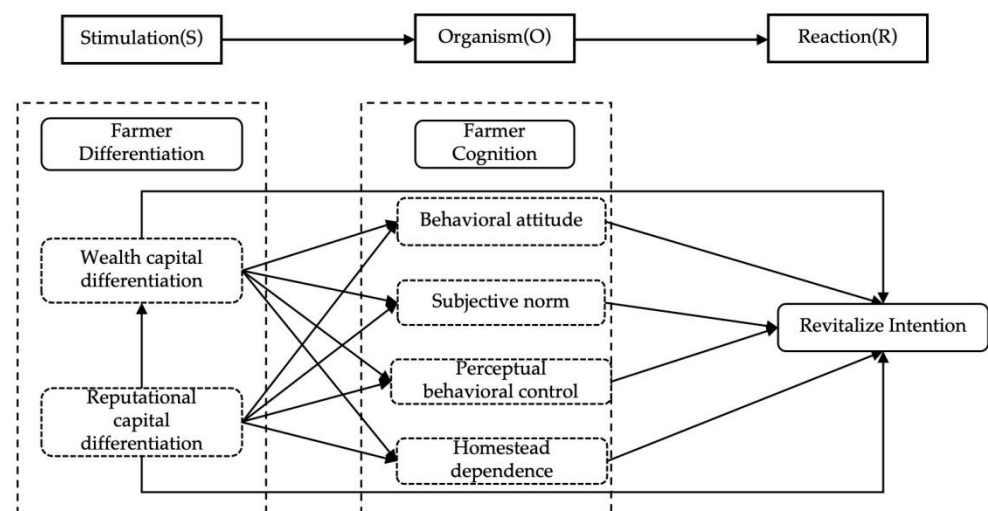 Stimulation(S)
Organism(O)
Reaction(R)
Farmer
Differentiation
Farmer
Cognition
Wealth capital
differentiation
Reputational
capital
differentiation
Behavioral attitude
Subjective norm
Perceptual
behavioral control
Homestead
dependence
Revitalize Intention